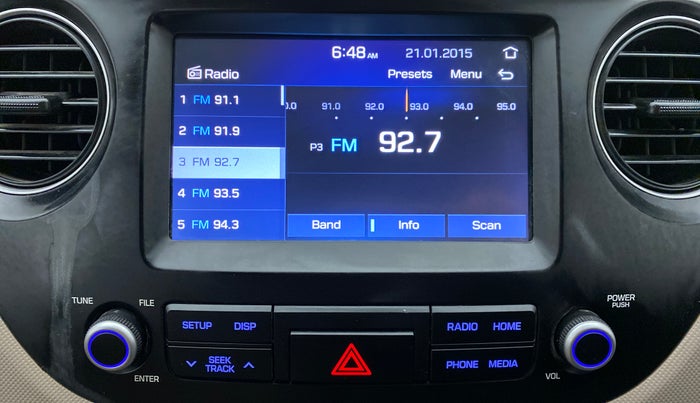 6:48 AM 21.01.2015
Radio Presets Menu
1 FM 91.1
2 FM 91.9
3 FM 92.7
4 FM 93.5
5 FM 94.3
.0 91.0 92.0 93.0 94.0 95.0
P3 FM 92.7
Band Info Scan
TUNE FILE
ENTER
SETUP DISP
SEEK
TRACK
RADIO HOME
PHONE MEDIA
POWER
PUSH
VOL